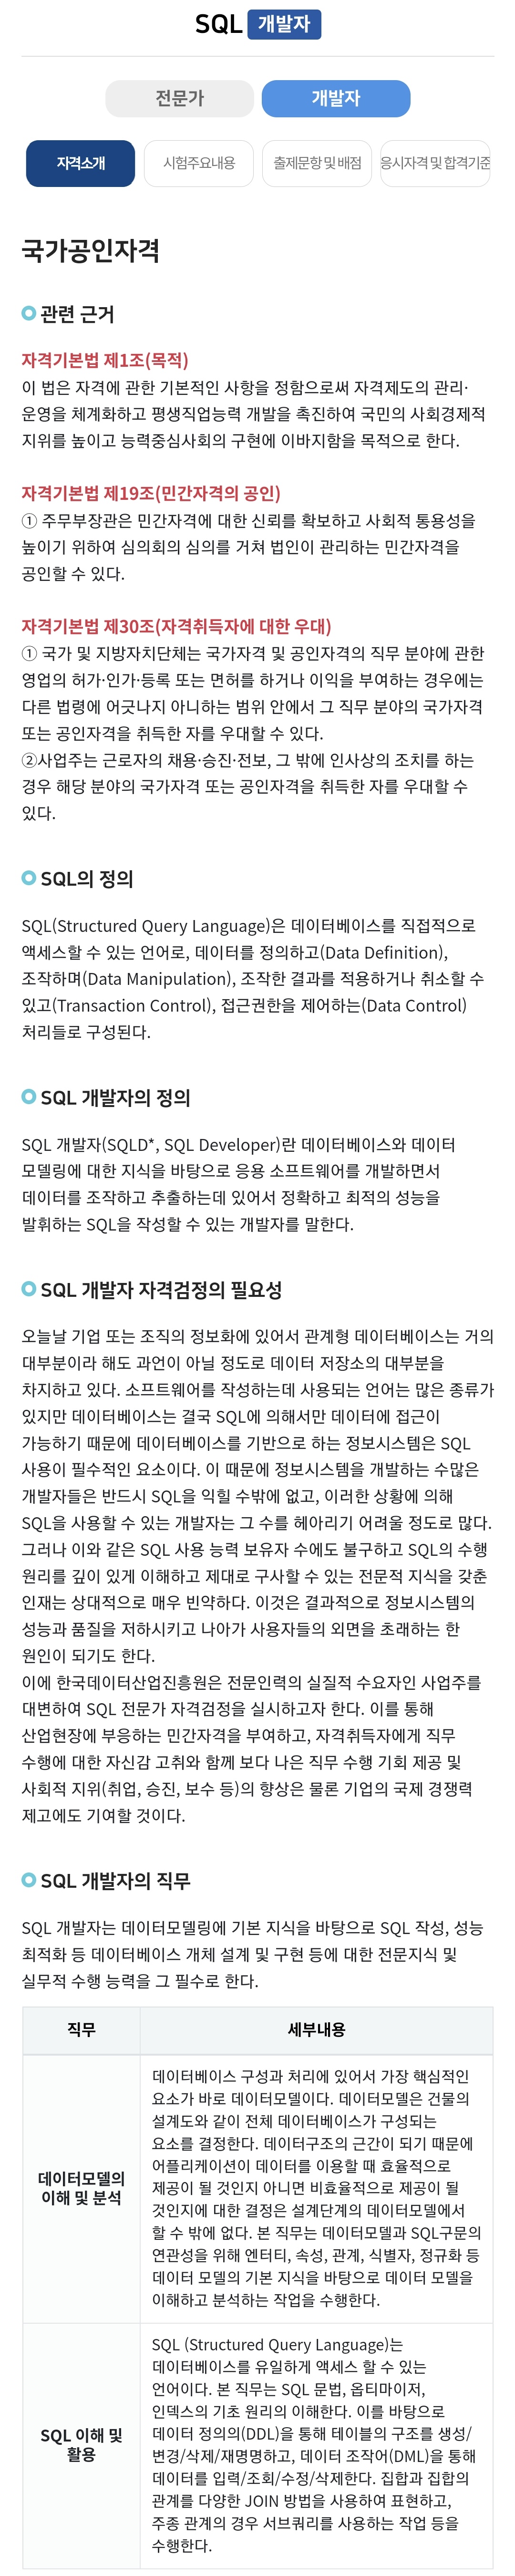 SQL 개발자
전문가
개발자
자격소개
시험주요내용
출제문항 및 배점
응시자격 및 합격기준
국가공인자격
관련 근거
자격기본법 제1조(목적)
이 법은 자격에 관한 기본적인 사항을 정함으로써 자격제도의 관리·
운영을 체계화하고 평생직업능력 개발을 촉진하여 국민의 사회경제적
지위를 높이고 능력중심사회의 구현에 이바지함을 목적으로 한다.
자격기본법 제19조(민간자격의 공인)
① 주무부장관은 민간자격에 대한 신뢰를 확보하고 사회적 통용성을
높이기 위하여 심의회의 심의를 거쳐 법인이 관리하는 민간자격을
공인할 수 있다.
자격기본법 제30조(자격취득자에 대한 우대)
① 국가 및 지방자치단체는 국가자격 및 공인자격의 직무 분야에 관한
영업의 허가·인가·등록 또는 면허를 하거나 이익을 부여하는 경우에는
다른 법령에 어긋나지 아니하는 범위 안에서 그 직무 분야의 국가자격
또는 공인자격을 취득한 자를 우대할 수 있다.
②사업주는 근로자의 채용·승진·전보, 그 밖에 인사상의 조치를 하는
경우 해당 분야의 국가자격 또는 공인자격을 취득한 자를 우대할 수
있다.
SQL의 정의
SQL(Structured Query Language)은 데이터베이스를 직접적으로
액세스할 수 있는 언어로, 데이터를 정의하고(Data Definition),
조작하며(Data Manipulation), 조작한 결과를 적용하거나 취소할 수
있고(Transaction Control), 접근권한을 제어하는(Data Control)
처리들로 구성된다.
SQL 개발자의 정의
SQL 개발자(SQLD*, SQL Developer)란 데이터베이스와 데이터
모델링에 대한 지식을 바탕으로 응용 소프트웨어를 개발하면서
데이터를 조작하고 추출하는데 있어서 정확하고 최적의 성능을
발휘하는 SQL을 작성할 수 있는 개발자를 말한다.
SQL 개발자 자격검정의 필요성
오늘날 기업 또는 조직의 정보화에 있어서 관계형 데이터베이스는 거의
대부분이라 해도 과언이 아닐 정도로 데이터 저장소의 대부분을
차지하고 있다. 소프트웨어를 작성하는데 사용되는 언어는 많은 종류가
있지만 데이터베이스는 결국 SQL에 의해서만 데이터에 접근이
가능하기 때문에 데이터베이스를 기반으로 하는 정보시스템은 SQL
사용이 필수적인 요소이다. 이 때문에 정보시스템을 개발하는 수많은
개발자들은 반드시 SQL을 익힐 수밖에 없고, 이러한 상황에 의해
SQL을 사용할 수 있는 개발자는 그 수를 헤아리기 어려울 정도로 많다.
그러나 이와 같은 SQL 사용 능력 보유자 수에도 불구하고 SQL의 수행
원리를 깊이 있게 이해하고 제대로 구사할 수 있는 전문적 지식을 갖춘
인재는 상대적으로 매우 빈약하다. 이것은 결과적으로 정보시스템의
성능과 품질을 저하시키고 나아가 사용자들의 외면을 초래하는 한
원인이 되기도 한다.
이에 한국데이터산업진흥원은 전문인력의 실질적 수요자인 사업주를
대변하여 SQL 전문가 자격검정을 실시하고자 한다. 이를 통해
산업현장에 부응하는 민간자격을 부여하고, 자격취득자에게 직무
수행에 대한 자신감 고취와 함께 보다 나은 직무 수행 기회 제공 및
사회적 지위(취업, 승진, 보수 등)의 향상은 물론 기업의 국제 경쟁력
제고에도 기여할 것이다.
SQL 개발자의 직무
SQL 개발자는 데이터모델링에 기본 지식을 바탕으로 SQL 작성, 성능
최적화 등 데이터베이스 개체 설계 및 구현 등에 대한 전문지식 및
실무적 수행 능력을 그 필수로 한다.
직무
세부내용
데이터모델의
이해 및 분석
데이터베이스 구성과 처리에 있어서 가장 핵심적인
요소가 바로 데이터모델이다. 데이터모델은 건물의
설계도와 같이 전체 데이터베이스가 구성되는
요소를 결정한다. 데이터구조의 근간이 되기 때문에
어플리케이션이 데이터를 이용할 때 효율적으로
제공이 될 것인지 아니면 비효율적으로 제공이 될
것인지에 대한 결정은 설계단계의 데이터모델에서
할 수 밖에 없다. 본 직무는 데이터모델과 SQL구문의
연관성을 위해 엔터티, 속성, 관계, 식별자, 정규화 등
데이터 모델의 기본 지식을 바탕으로 데이터 모델을
이해하고 분석하는 작업을 수행한다.
SQL 이해 및
활용
SQL (Structured Query Language)는
데이터베이스를 유일하게 액세스 할 수 있는
언어이다. 본 직무는 SQL 문법, 옵티마이저,
인덱스의 기초 원리의 이해한다. 이를 바탕으로
데이터 정의의(DDL)을 통해 테이블의 구조를 생성/
변경/삭제/재명명하고, 데이터 조작어(DML)을 통해
데이터를 입력/조회/수정/삭제한다. 집합과 집합의
관계를 다양한 JOIN 방법을 사용하여 표현하고,
주종 관계의 경우 서브쿼리를 사용하는 작업 등을
수행한다.